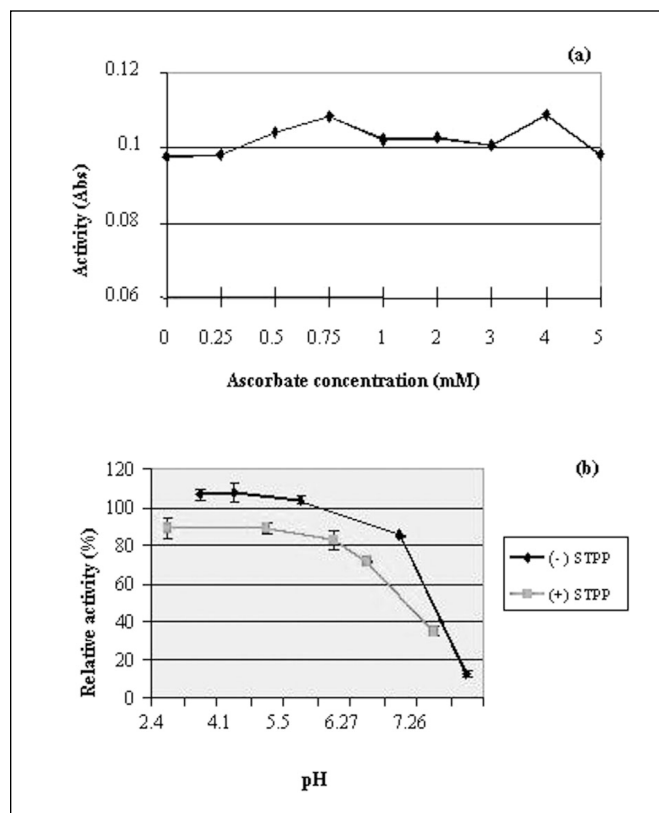 (a)
0.12
0.1
0.08
0.06
Activity (Abs)
0 0.25 0.5 0.75 1 2 3 4 5
Ascorbate concentration (mM)
(b)
120
100
80
60
40
20
0
Relative activity (%)
2.4 4.1 5.5 6.27 7.26
pH
(-) STPP
(+) STPP